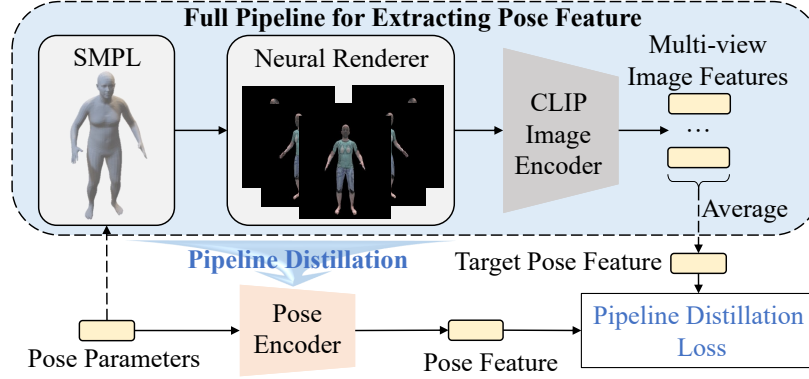 Full Pipeline for Extracting Pose Feature
SMPL
Neural Renderer
CLIP
Image
Encoder
Multi-view
Image Features
...
Average
Pipeline Distillation
Target Pose Feature
Pose
Encoder
Pose Parameters
Pose Feature
Pipeline Distillation
Loss